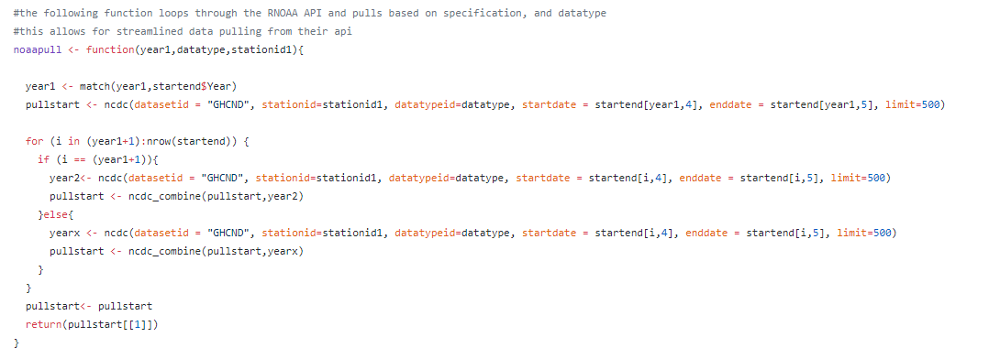 #the following function loops through the RNOAA API and pulls based on specification, and datatype
#this allows for streamlined data pulling from their api
noaapull <- function(year1,datatype,stationid1){
year1 <- match(year1,startend$Year)
pullstart <- ncdc(datasetid = "GHCND", stationid=stationid1, datatypeid=datatype, startdate = startend[year1,4], enddate = startend[year1,5], limit=500)
for (i in (year1+1):nrow(startend)) {
if (i == (year1+1)){
year2<- ncdc(datasetid = "GHCND", stationid=stationid1, datatypeid=datatype, startdate = startend[i,4], enddate = startend[i,5], limit=500)
pullstart <- ncdc_combine(pullstart,year2)
}else{
yearx <- ncdc(datasetid = "GHCND", stationid=stationid1, datatypeid=datatype, startdate = startend[i,4], enddate = startend[i,5], limit=500)
pullstart <- ncdc_combine(pullstart,yearx)
}
}
pullstart<- pullstart
return(pullstart[[1]])
}